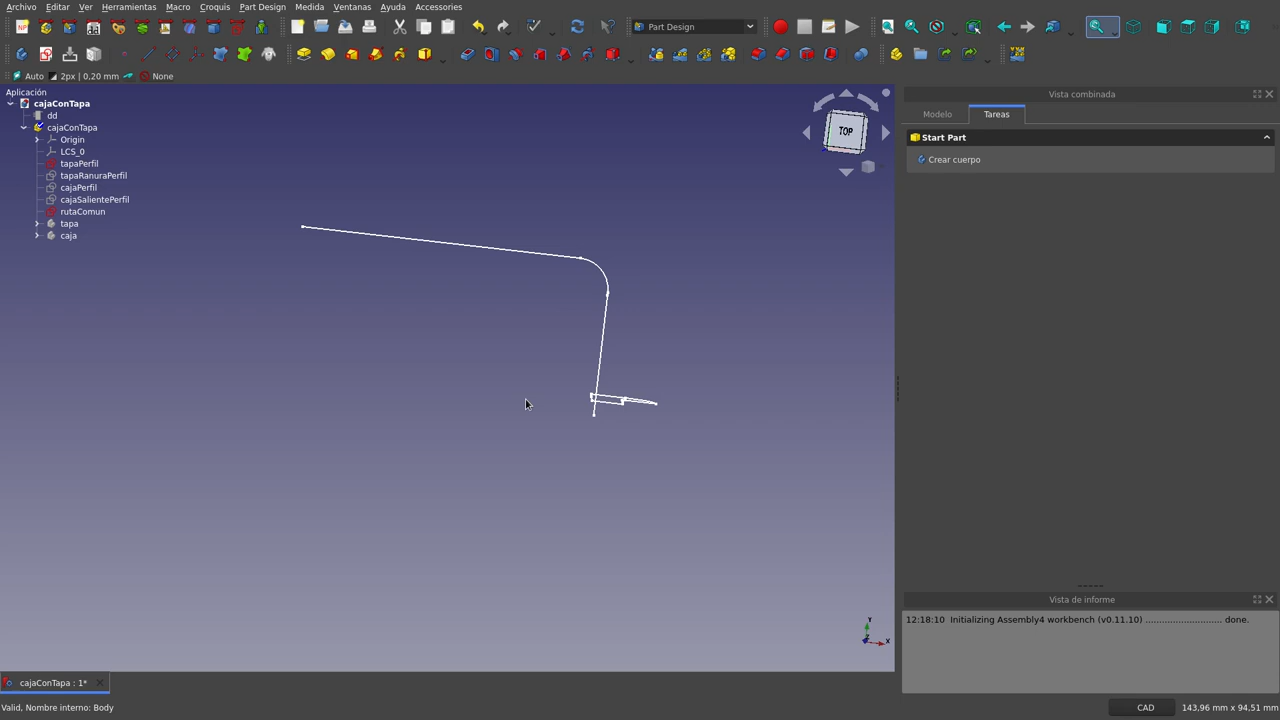 Archivo Editar Ver Herramientas Macro Croquis Part Design Medida Ventanas Ayuda Accessories
Part Design
Auto 2px | 0,20 mm None
Aplicación
cajaConTapa
dd
cajaConTapa
Origin
LCS_0
tapaPerfil
tapaRanuraPerfil
cajaPerfil
cajaSalientePerfil
rutaComun
tapa
caja
TOP
Y
X
Vista combinada
Modelo Tareas
Start Part
Crear cuerpo
Vista de informe
12:18:10 Initializing Assembly4 workbench (v0.11.10) ............................ done.
cajaConTapa : 1*
Valid, Nombre interno: Body
CAD 143,96 mm x 94,51 mm